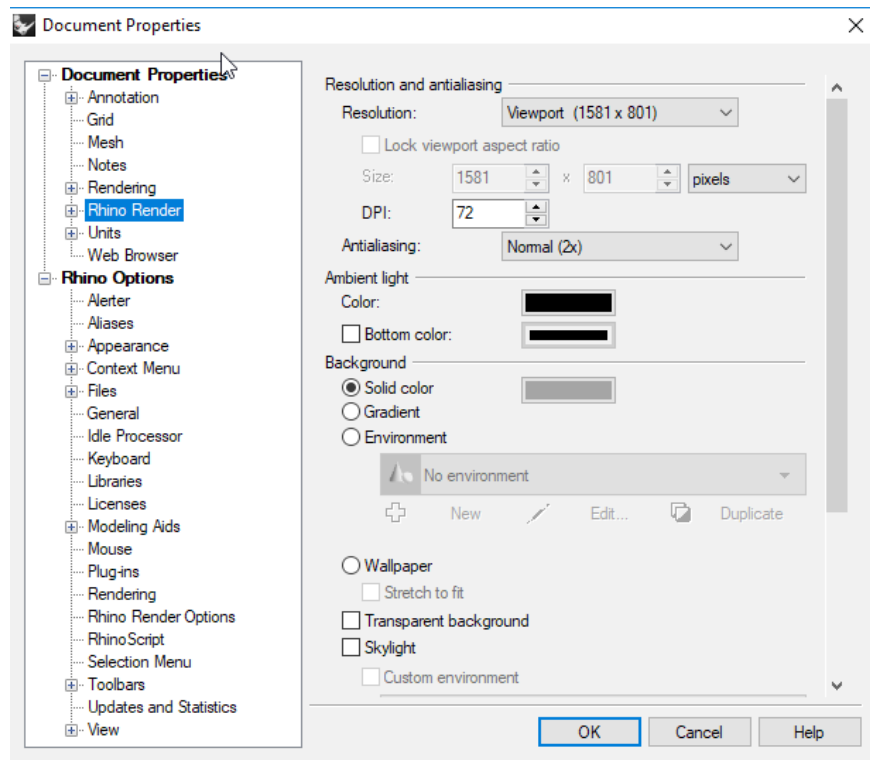 Document Properties
Document Properties
Annotation
Grid
Mesh
Notes
Rendering
Rhino Render
Units
Web Browser
Rhino Options
Alerter
Aliases
Appearance
Context Menu
Files
General
Idle Processor
Keyboard
Libraries
Licenses
Modeling Aids
Mouse
Plug-ins
Rendering
Rhino Render Options
RhinoScript
Selection Menu
Toolbars
Updates and Statistics
View
Resolution and antialiasing
Resolution: Viewport (1581 x 801)
Lock viewport aspect ratio
Size: 1581 x 801 pixels
DPI: 72
Antialiasing: Normal (2x)
Ambient light
Color:
Bottom color:
Background
Solid color
Gradient
Environment
No environment
New Edit... Duplicate
Wallpaper
Stretch to fit
Transparent background
Skylight
Custom environment
OK Cancel Help